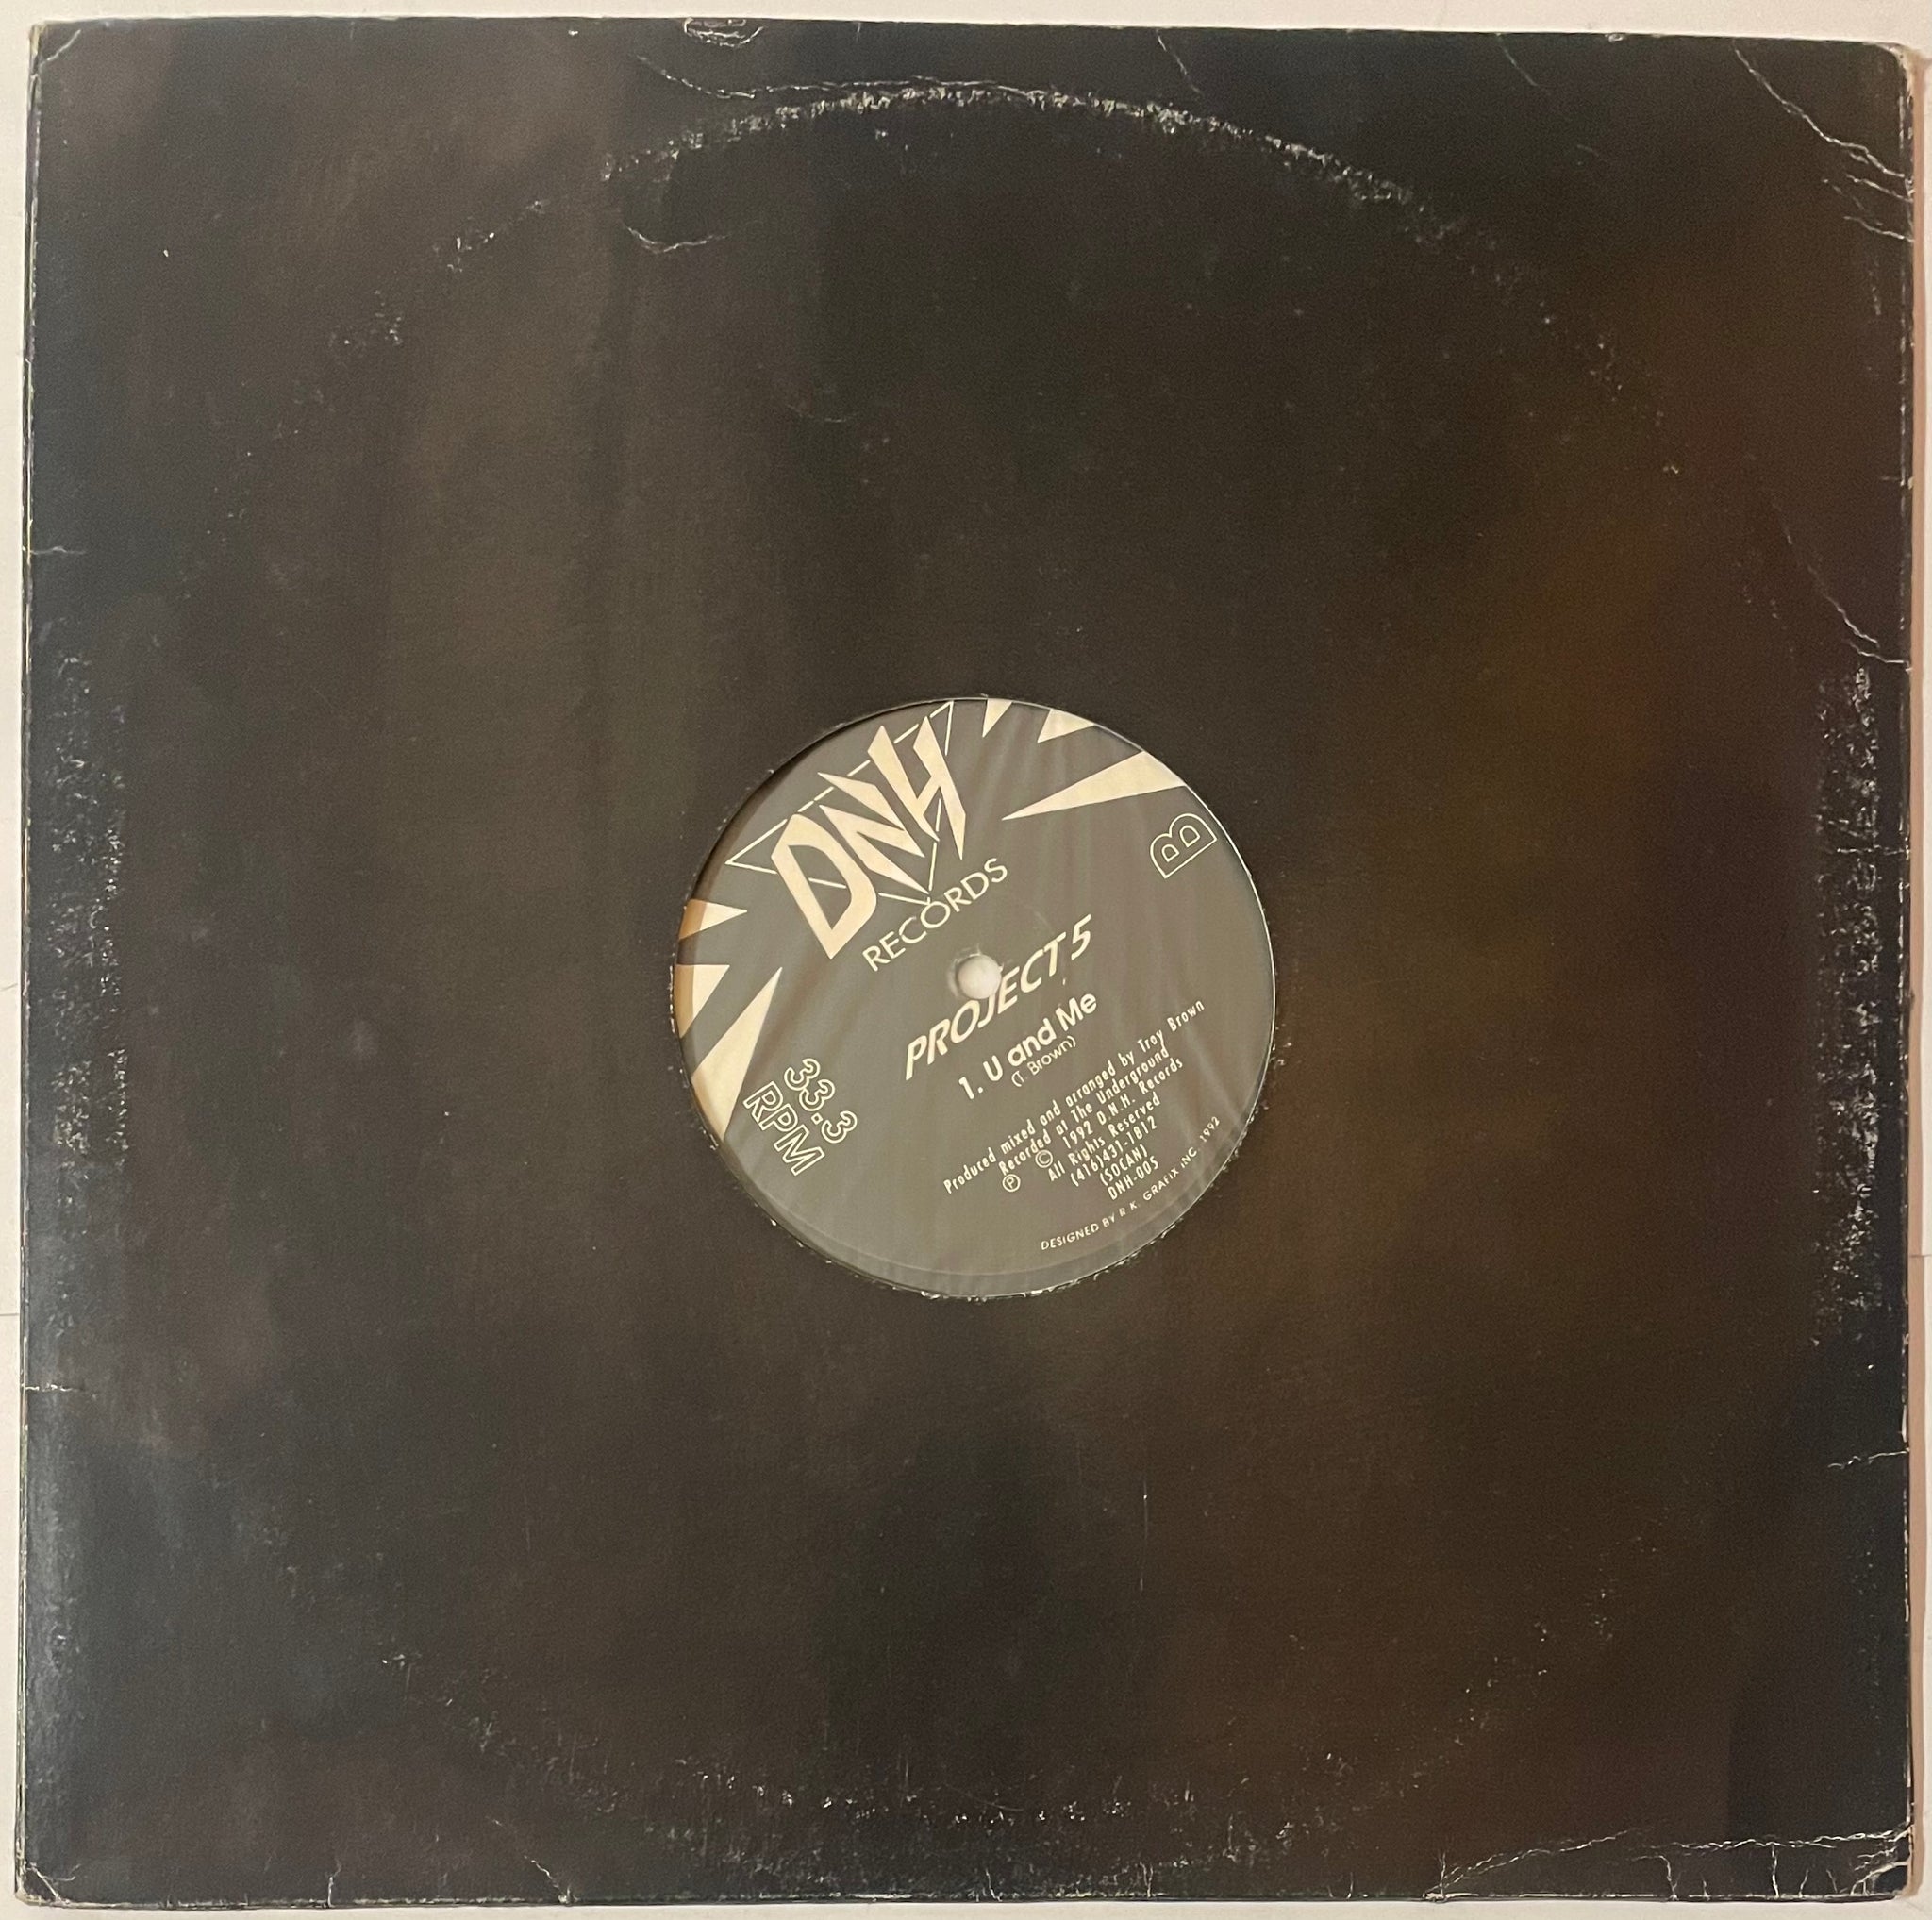 DNH
RECORDS
B
PROJECT 5
1. U and Me
(T. Brown)
33.3
RPM
Produced mixed and arranged by Troy Brown
Recorded at The Underground
Ⓟ © 1992 D.N.H. Records
All Rights Reserved
(416)431-1812
(SOCAN)
DNH-005
DESIGNED BY R.K. GRAFIX INC. 1992